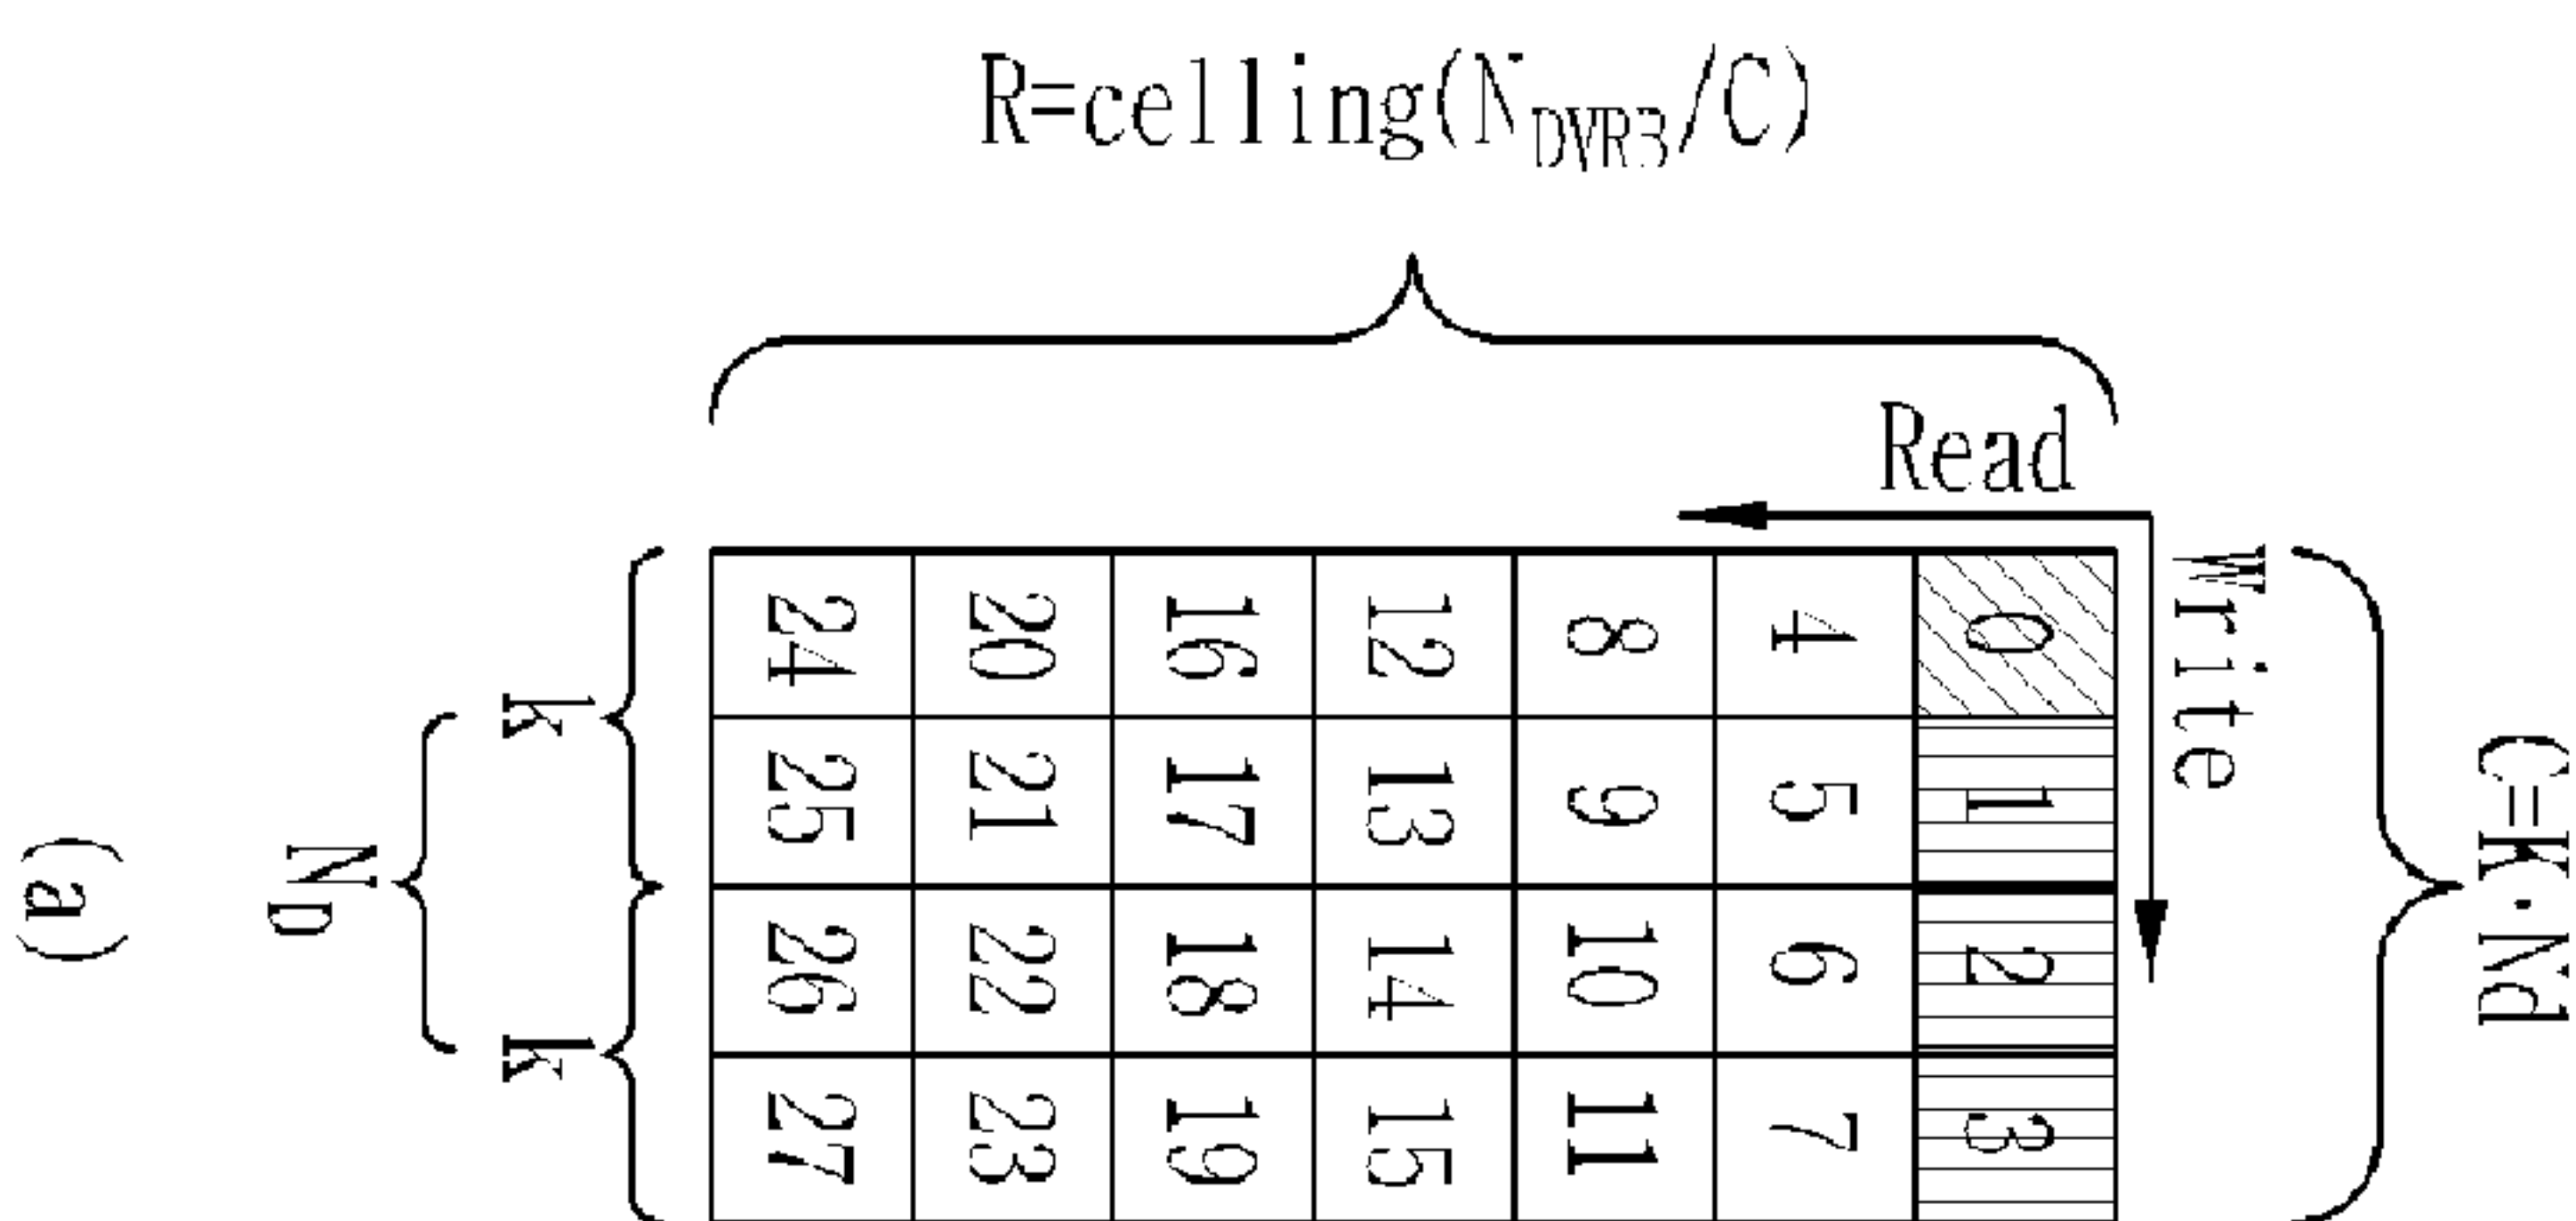 R=celling(N_DVRB/C)
Read
Write
C=K·Nd
0 1 2 3
4 5 6 7
8 9 10 11
12 13 14 15
16 17 18 19
20 21 22 23
24 25 26 27
k k
N_D
(a)